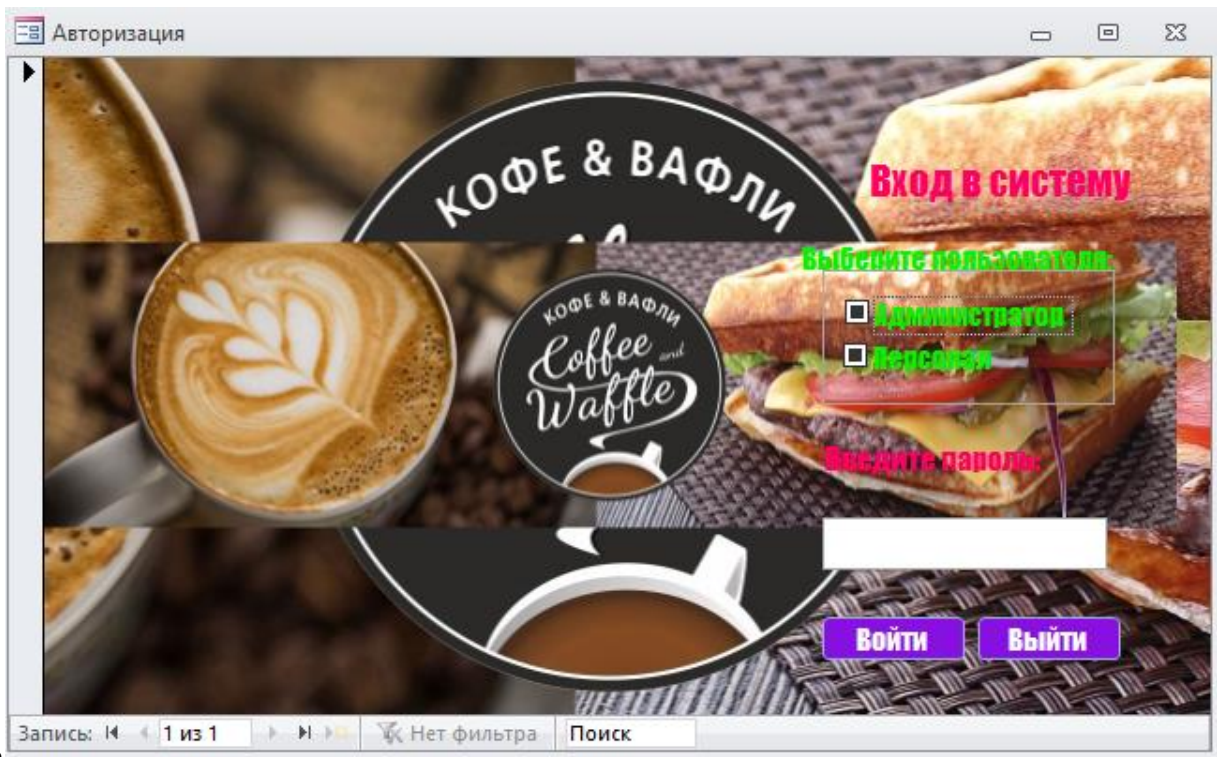 Авторизация
КОФЕ & ВАФЛИ
Вход в систему
Выберите пользователя:
КОФЕ & ВАФЛИ
Coffee and
Waffle
Администратор
Персонал
Введите пароль:
Войти
Выйти
Запись: 1 из 1 Нет фильтра Поиск